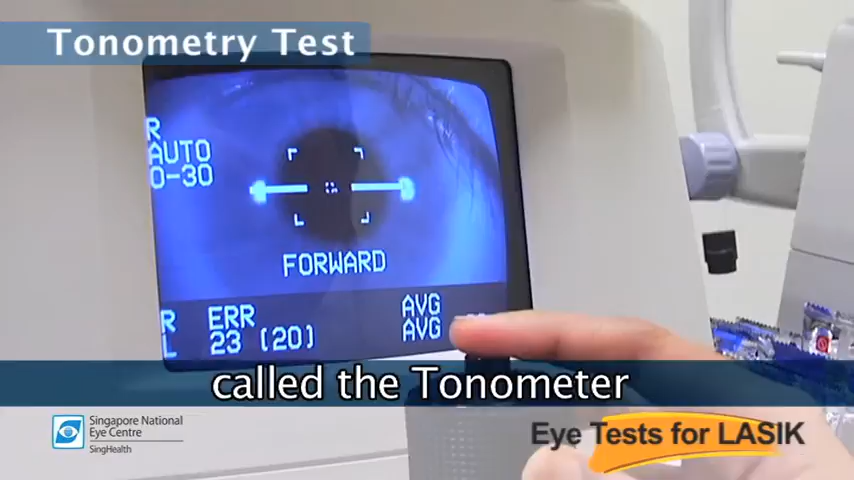 Tonometry Test
R
AUTO
0-30
FORWARD
R ERR AVG
L 23 [20] AVG
called the Tonometer
Singapore National
Eye Centre
SingHealth
Eye Tests for LASIK